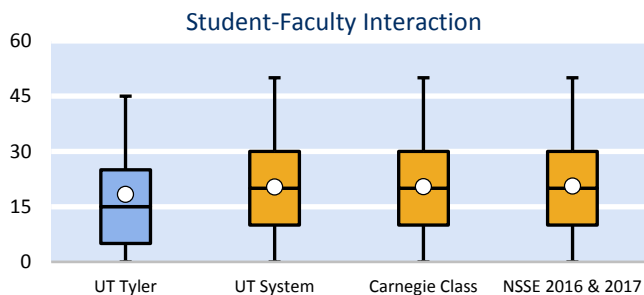 Student-Faculty Interaction
60
45
30
15
0
UT Tyler UT System Carnegie Class NSSE 2016 & 2017